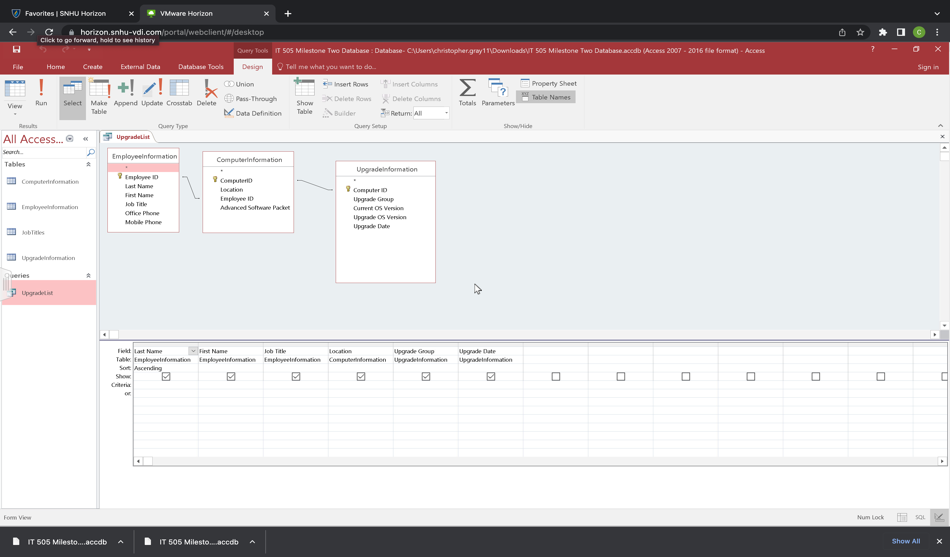 Favorites | SNHU Horizon
VMware Horizon
horizon.snhu-vdi.com/portal/webclient/#/desktop
C
Click to go forward, hold to see history
Query Tools
IT 505 Milestone Two Database : Database- C:\Users\christopher.gray11\Downloads\IT 505 Milestone Two Database.accdb (Access 2007 - 2016 file format) - Access
?
File
Home
Create
External Data
Database Tools
Design
Tell me what you want to do...
Sign in
View
Run
Select
Make Table
Append
Update
Crosstab
Delete
Union
Pass-Through
Data Definition
Show Table
Insert Rows
Delete Rows
Builder
Insert Columns
Delete Columns
Return: All
Totals
Parameters
Property Sheet
Table Names
Results
Query Type
Query Setup
Show/Hide
All Access...
Search...
Tables
ComputerInformation
EmployeeInformation
JobTitles
UpgradeInformation
Queries
UpgradeList
UpgradeList
EmployeeInformation
*
Employee ID
Last Name
First Name
Job Title
Office Phone
Mobile Phone
ComputerInformation
*
ComputerID
Location
Employee ID
Advanced Software Packet
UpgradeInformation
*
Computer ID
Upgrade Group
Current OS Version
Upgrade OS Version
Upgrade Date
Field: Last Name First Name Job Title Location Upgrade Group Upgrade Date
Table: EmployeeInformation EmployeeInformation EmployeeInformation ComputerInformation UpgradeInformation UpgradeInformation
Sort: Ascending
Show:
Criteria:
or:
Form View
Num Lock
SQL
IT 505 Milesto....accdb
IT 505 Milesto....accdb
Show All